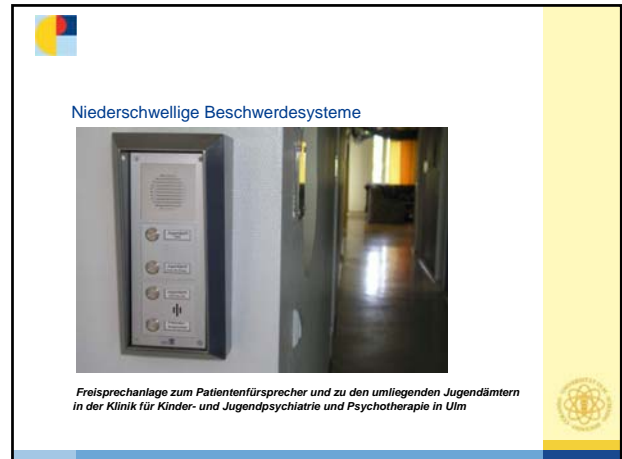 Niederschwellige Beschwerdesysteme
Freisprechanlage zum Patientenfürsprecher und zu den umliegenden Jugendämtern
in der Klinik für Kinder- und Jugendpsychiatrie und Psychotherapie in Ulm